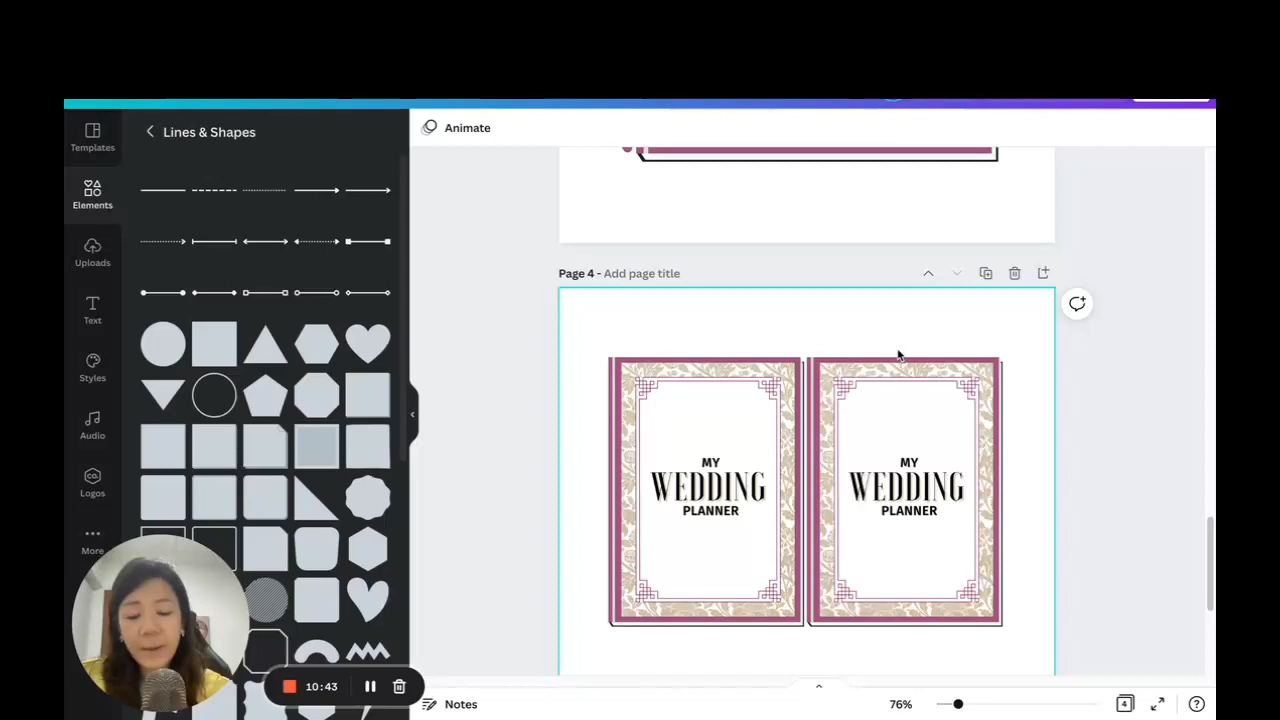 Lines & Shapes
Animate
Templates
Elements
Uploads
Text
Styles
Audio
co.
Logos
More
Page 4 - Add page title
MY
WEDDING
PLANNER
MY
WEDDING
PLANNER
10:43
Notes
76%
4
?